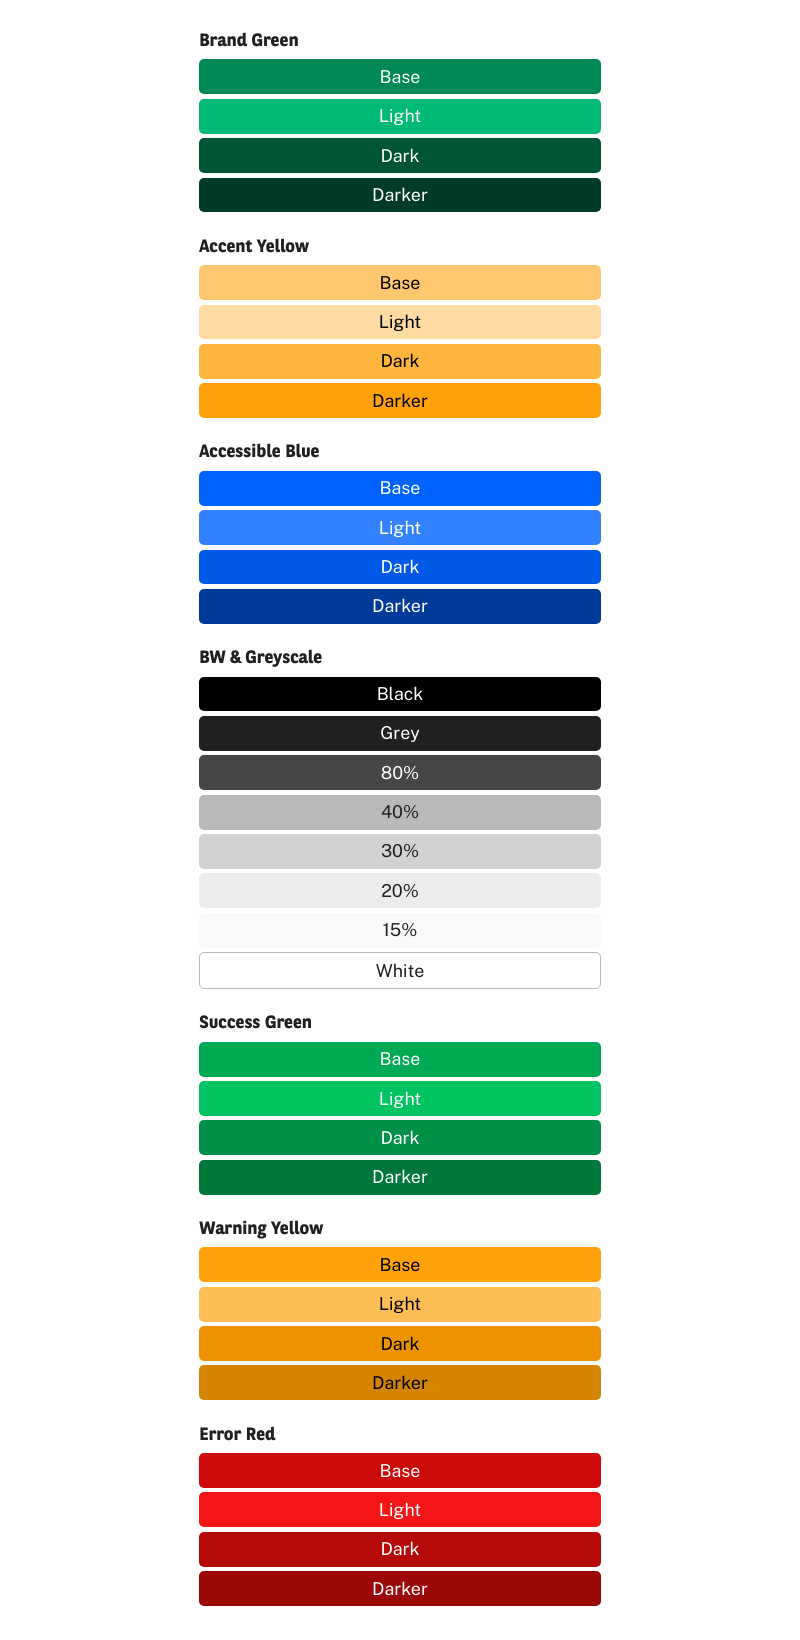 Brand Green
Base
Light
Dark
Darker
Accent Yellow
Base
Light
Dark
Darker
Accessible Blue
Base
Light
Dark
Darker
BW & Greyscale
Black
Grey
80%
40%
30%
20%
15%
White
Success Green
Base
Light
Dark
Darker
Warning Yellow
Base
Light
Dark
Darker
Error Red
Base
Light
Dark
Darker